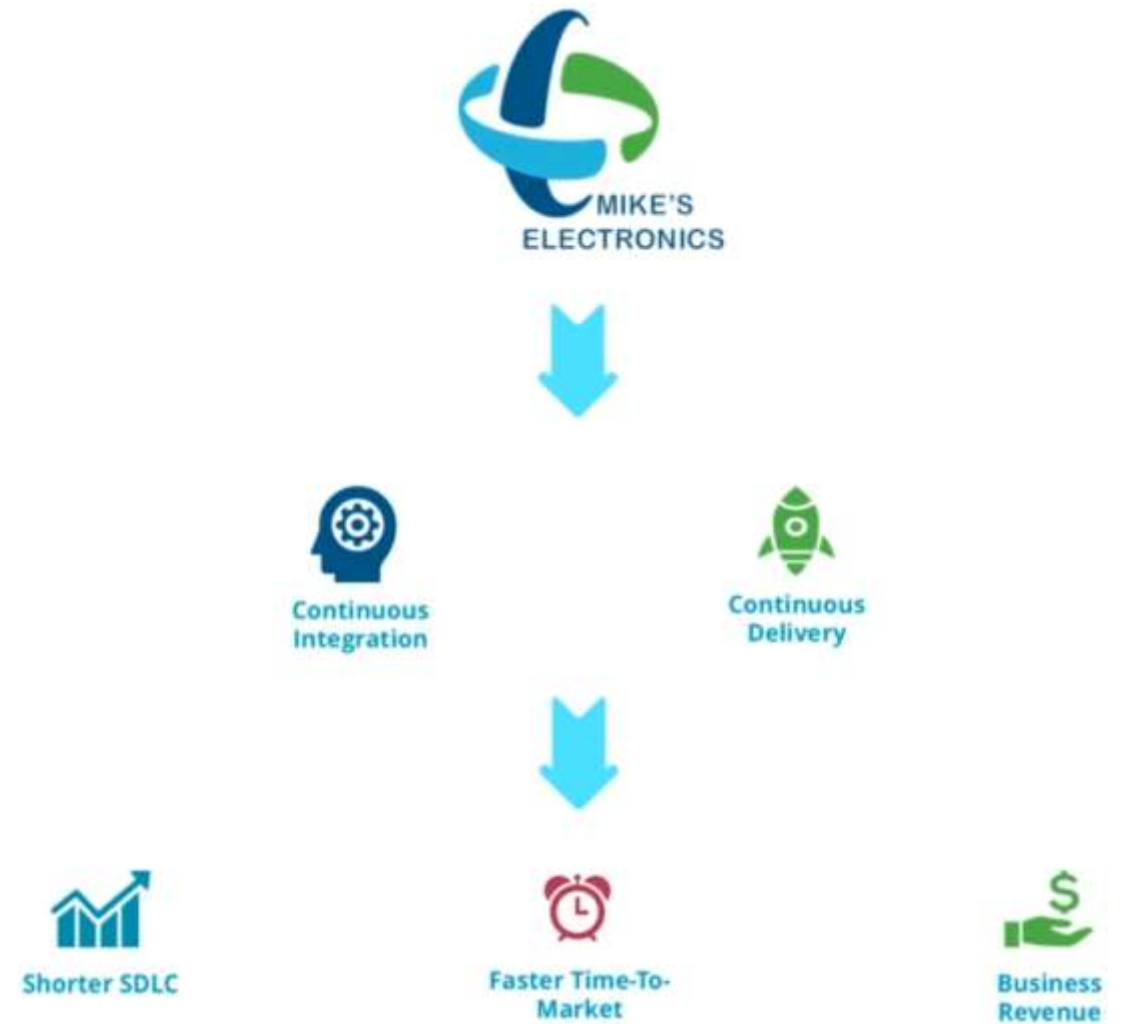 MIKE'S
ELECTRONICS
Continuous
Integration
Continuous
Delivery
Shorter SDLC
Faster Time-To-
Market
Business
Revenue